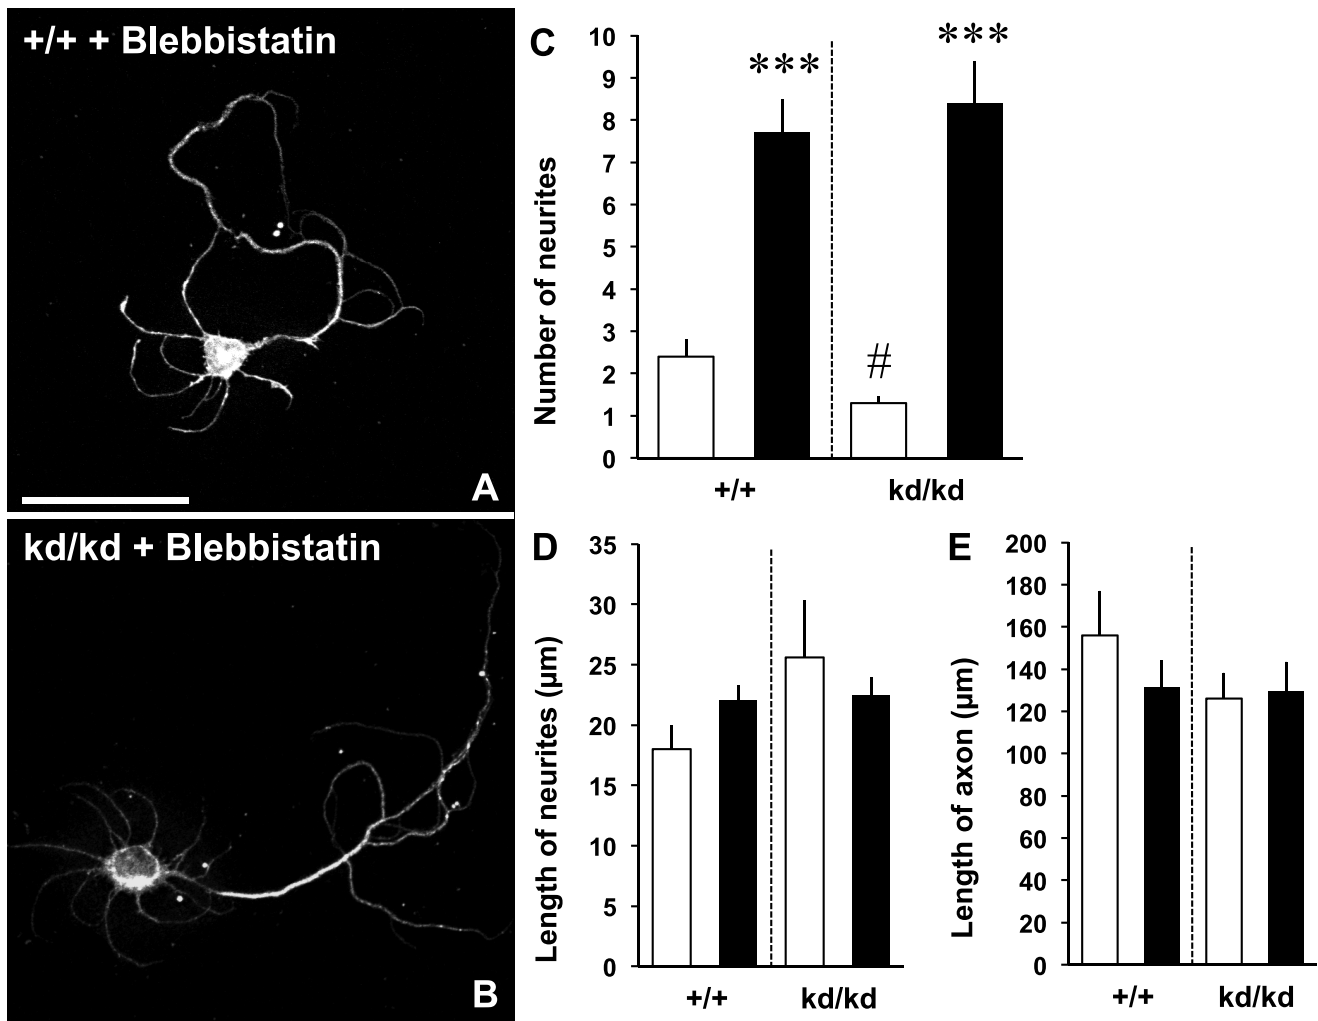 +/+ + Blebbistatin
A
kd/kd + Blebbistatin
B
C
Number of neurites
10
9
8
7
6
5
4
3
2
1
0
***
#
***
+/+
kd/kd
D
Length of neurites (µm)
35
30
25
20
15
10
5
0
+/+
kd/kd
E
Length of axon (µm)
200
180
160
140
120
100
80
60
40
20
0
+/+
kd/kd